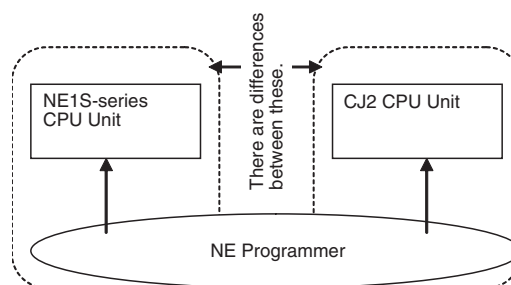 There are differences
between these.
NE1S-series
CPU Unit
CJ2 CPU Unit
NE Programmer